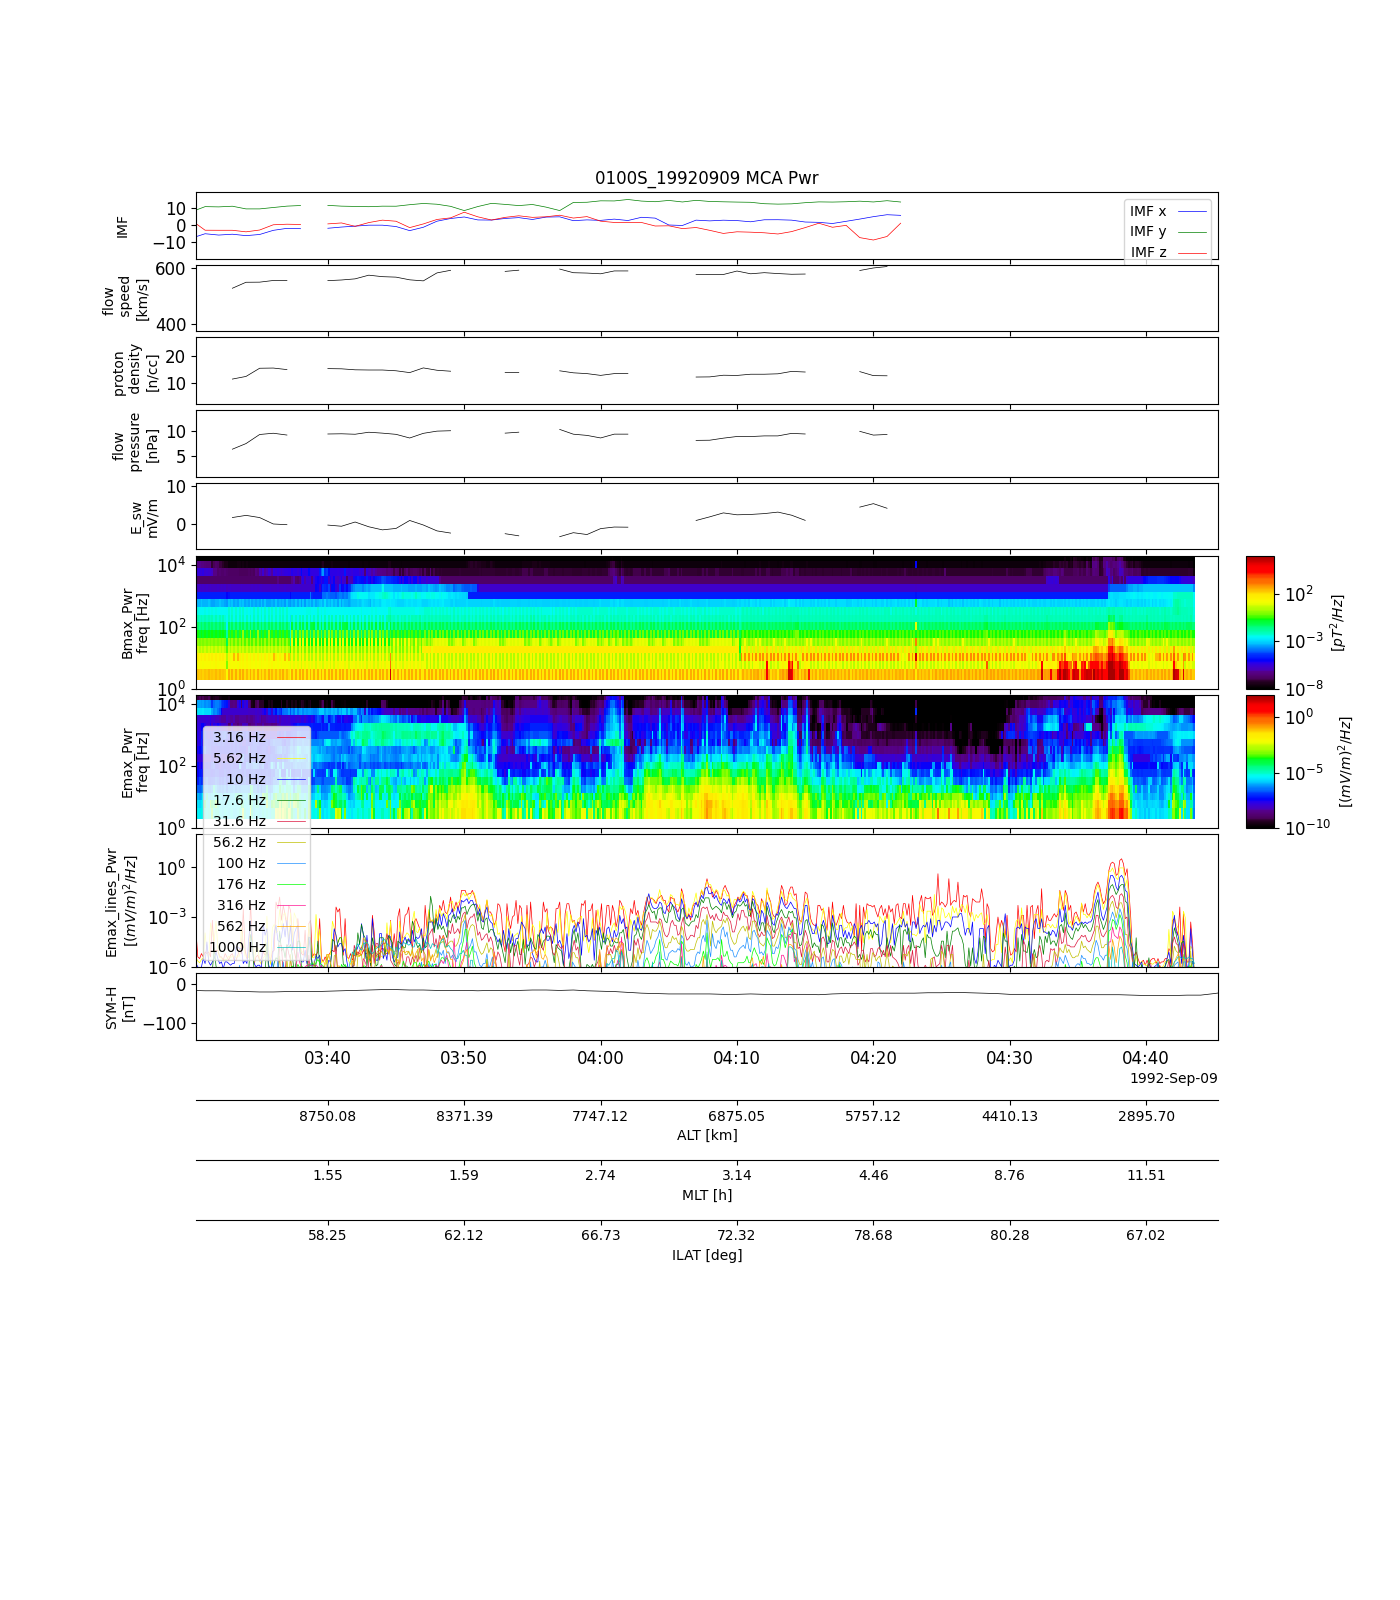 0100S_19920909 MCA Pwr
IMF
10
0
−10
IMF x
IMF y
IMF z
flow
speed
[km/s]
600
400
proton
density
[n/cc]
20
10
flow
pressure
[nPa]
10
5
E_sw
mV/m
10
0
Bmax_Pwr
freq [Hz]
10^4
10^2
10^0
10^2
10^−3
10^−8
[pT^2/Hz]
Emax_Pwr
freq [Hz]
10^4
10^2
10^0
10^0
10^−5
10^−10
[(mV/m)^2/Hz]
3.16 Hz
5.62 Hz
10 Hz
17.6 Hz
31.6 Hz
56.2 Hz
100 Hz
176 Hz
316 Hz
562 Hz
1000 Hz
Emax_lines_Pwr
[(mV/m)^2/Hz]
10^0
10^−3
10^−6
SYM-H
[nT]
0
−100
03:40 03:50 04:00 04:10 04:20 04:30 04:40
1992-Sep-09
8750.08 8371.39 7747.12 6875.05 5757.12 4410.13 2895.70
ALT [km]
1.55 1.59 2.74 3.14 4.46 8.76 11.51
MLT [h]
58.25 62.12 66.73 72.32 78.68 80.28 67.02
ILAT [deg]